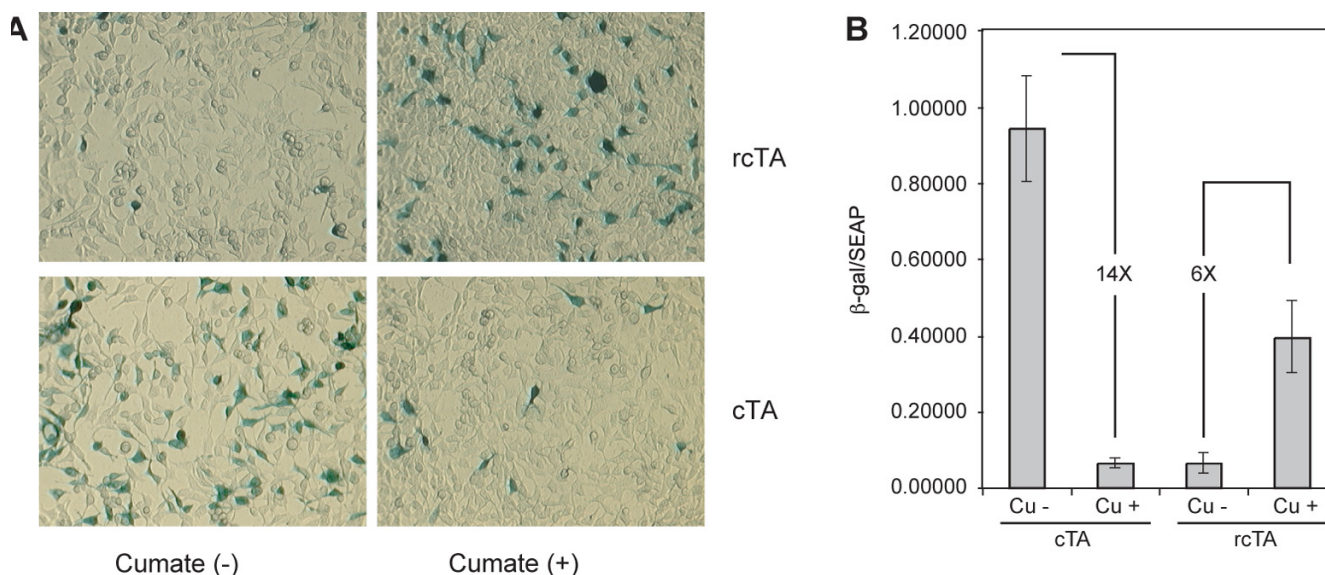 A
rcTA
cTA
Cumate (-)
Cumate (+)
B
β-gal/SEAP
1.20000
1.00000
0.80000
0.60000
0.40000
0.20000
0.00000
14X
6X
Cu -
Cu +
Cu -
Cu +
cTA
rcTA